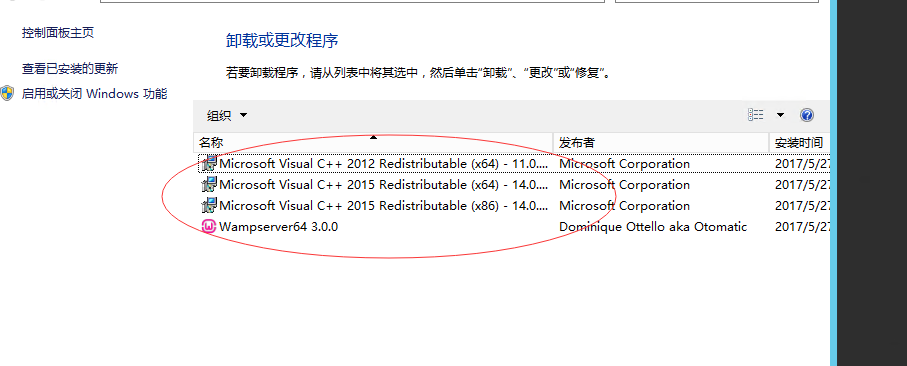 控制面板主页
卸载或更改程序
查看已安装的更新
若要卸载程序，请从列表中将其选中，然后单击“卸载”、“更改”或“修复”。
启用或关闭 Windows 功能
组织
名称 发布者 安装时间
Microsoft Visual C++ 2012 Redistributable (x64) - 11.0.... Microsoft Corporation 2017/5/27
Microsoft Visual C++ 2015 Redistributable (x64) - 14.0.... Microsoft Corporation 2017/5/27
Microsoft Visual C++ 2015 Redistributable (x86) - 14.0.... Microsoft Corporation 2017/5/27
Wampserver64 3.0.0 Dominique Ottello aka Otomatic 2017/5/27